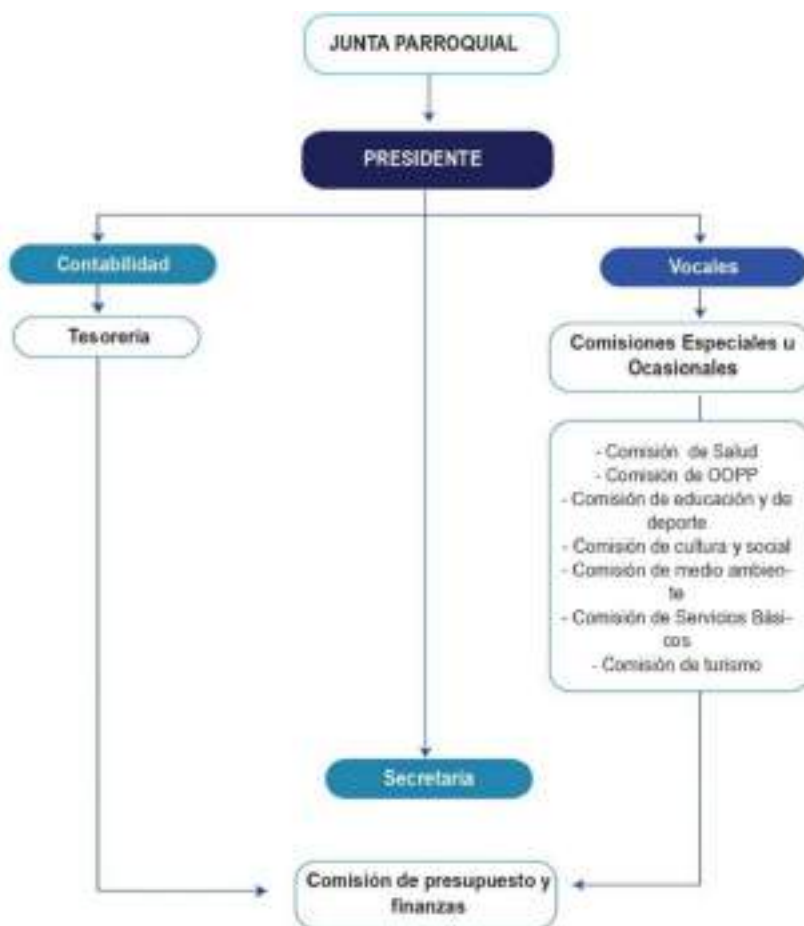 JUNTA PARROQUIAL
PRESIDENTE
Contabilidad
Vocales
Tesorería
Comisiones Especiales u
Ocasionales
- Comisión de Salud
- Comisión de OOPP
- Comisión de educación y de
deporte
- Comisión de cultura y social
- Comisión de medio ambien-
te
- Comisión de Servicios Bási-
cos
- Comisión de turismo
Secretaria
Comisión de presupuesto y
finanzas